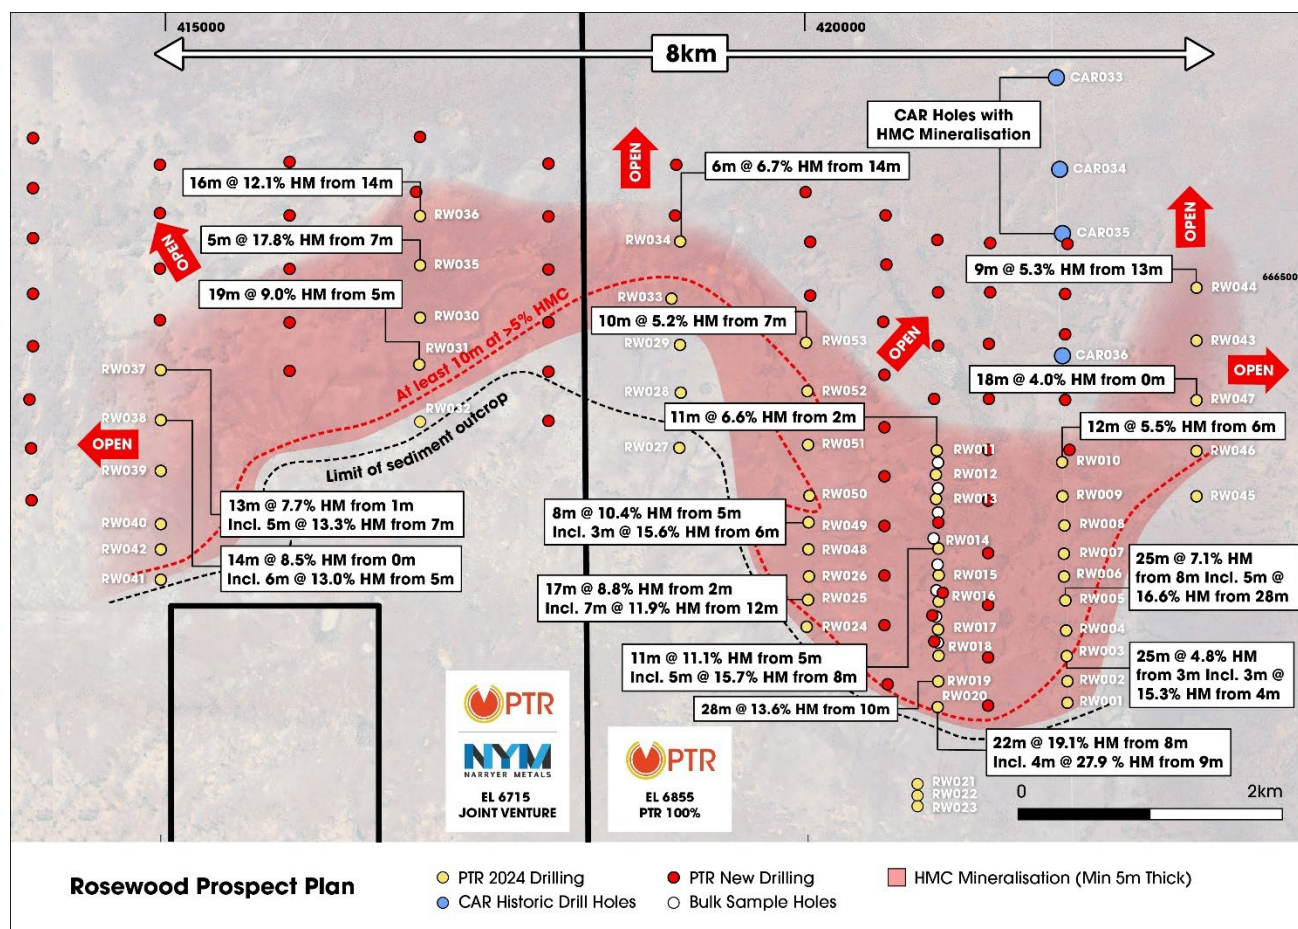 415000
420000
8km
CAR033
CAR Holes with
HMC Mineralisation
OPEN
6m @ 6.7% HM from 14m
CAR034
16m @ 12.1% HM from 14m
RW036
OPEN
OPEN
5m @ 17.8% HM from 7m
RW034
CAR035
RW035
9m @ 5.3% HM from 13m
666500
RW044
19m @ 9.0% HM from 5m
RW033
RW030
10m @ 5.2% HM from 7m
OPEN
RW053
RW043
At least 10m at >5% HMC
RW031
RW029
CAR036
RW037
18m @ 4.0% HM from 0m
OPEN
RW028
RW052
RW047
RW038
RW032
11m @ 6.6% HM from 2m
12m @ 5.5% HM from 6m
OPEN
Limit of sediment outcrop
RW027
RW051
RW011
RW010
RW046
RW039
RW012
13m @ 7.7% HM from 1m
Incl. 5m @ 13.3% HM from 7m
RW050
RW013
RW009
RW045
8m @ 10.4% HM from 5m
Incl. 3m @ 15.6% HM from 6m
RW040
RW049
RW008
RW042
RW014
RW048
RW007
14m @ 8.5% HM from 0m
Incl. 6m @ 13.0% HM from 5m
RW041
RW026
RW015
RW006
25m @ 7.1% HM
from 8m Incl. 5m @
16.6% HM from 28m
17m @ 8.8% HM from 2m
Incl. 7m @ 11.9% HM from 12m
RW025
RW016
RW005
RW024
RW017
RW004
RW018
RW003
11m @ 11.1% HM from 5m
Incl. 5m @ 15.7% HM from 8m
25m @ 4.8% HM
from 3m Incl. 3m @
15.3% HM from 4m
RW019
RW002
RW020
RW001
28m @ 13.6% HM from 10m
22m @ 19.1% HM from 8m
Incl. 4m @ 27.9 % HM from 9m
PTR
NYM
NARRYER METALS
EL 6715
JOINT VENTURE
PTR
EL 6855
PTR 100%
RW021
RW022
RW023
0
2km
Rosewood Prospect Plan
PTR 2024 Drilling
PTR New Drilling
HMC Mineralisation (Min 5m Thick)
CAR Historic Drill Holes
Bulk Sample Holes